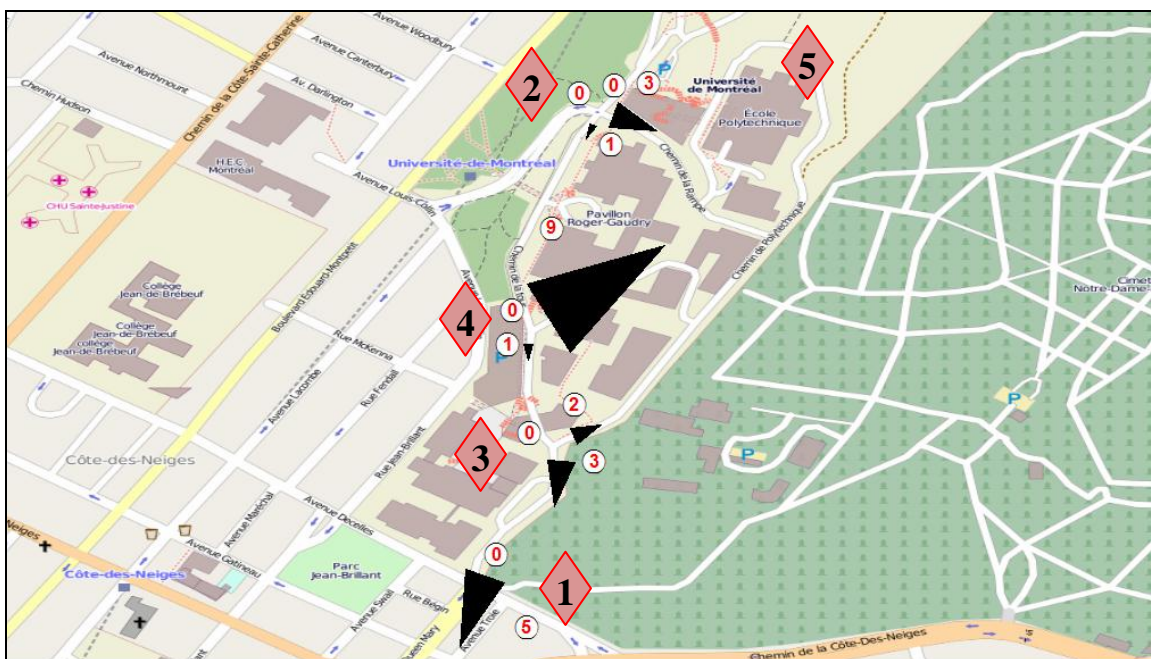 Avenue Woodbury
Avenue Canterbury
Avenue Northmount
Av. Darlington
Chemin Hudson
Chemin de la Côte-Sainte-Catherine
2
0
0
3
P
Université
de Montréal
5
École
Polytechnique
1
H.E.C.
Montréal
Université-de-Montréal
CHU Sainte-Justine
Avenue Louis-Colin
Chemin de la Rampe
Pavillon
Roger-Gaudry
9
Chemin de Polytechnique
Boulevard Édouard-Montpetit
Collège
Jean-de-Brébeuf
Collège
Jean-de-Brébeuf
collège
Jean-de-Brébeuf
4
0
1
P
Rue McKenna
Avenue Lacombe
Rue Fendall
Notre-Dame-
P
2
0
3
3
P
Rue Jean-Brillant
Côte-des-Neiges
Avenue Maréchal
Avenue Decelles
Neiges
Avenue Gatineau
Côte-des-Neiges
Parc
Jean-Brillant
0
1
5
Avenue Swail
Rue Bégin
Queen Mary
Avenue Troie
Chemin de la Côte-Des-Neiges